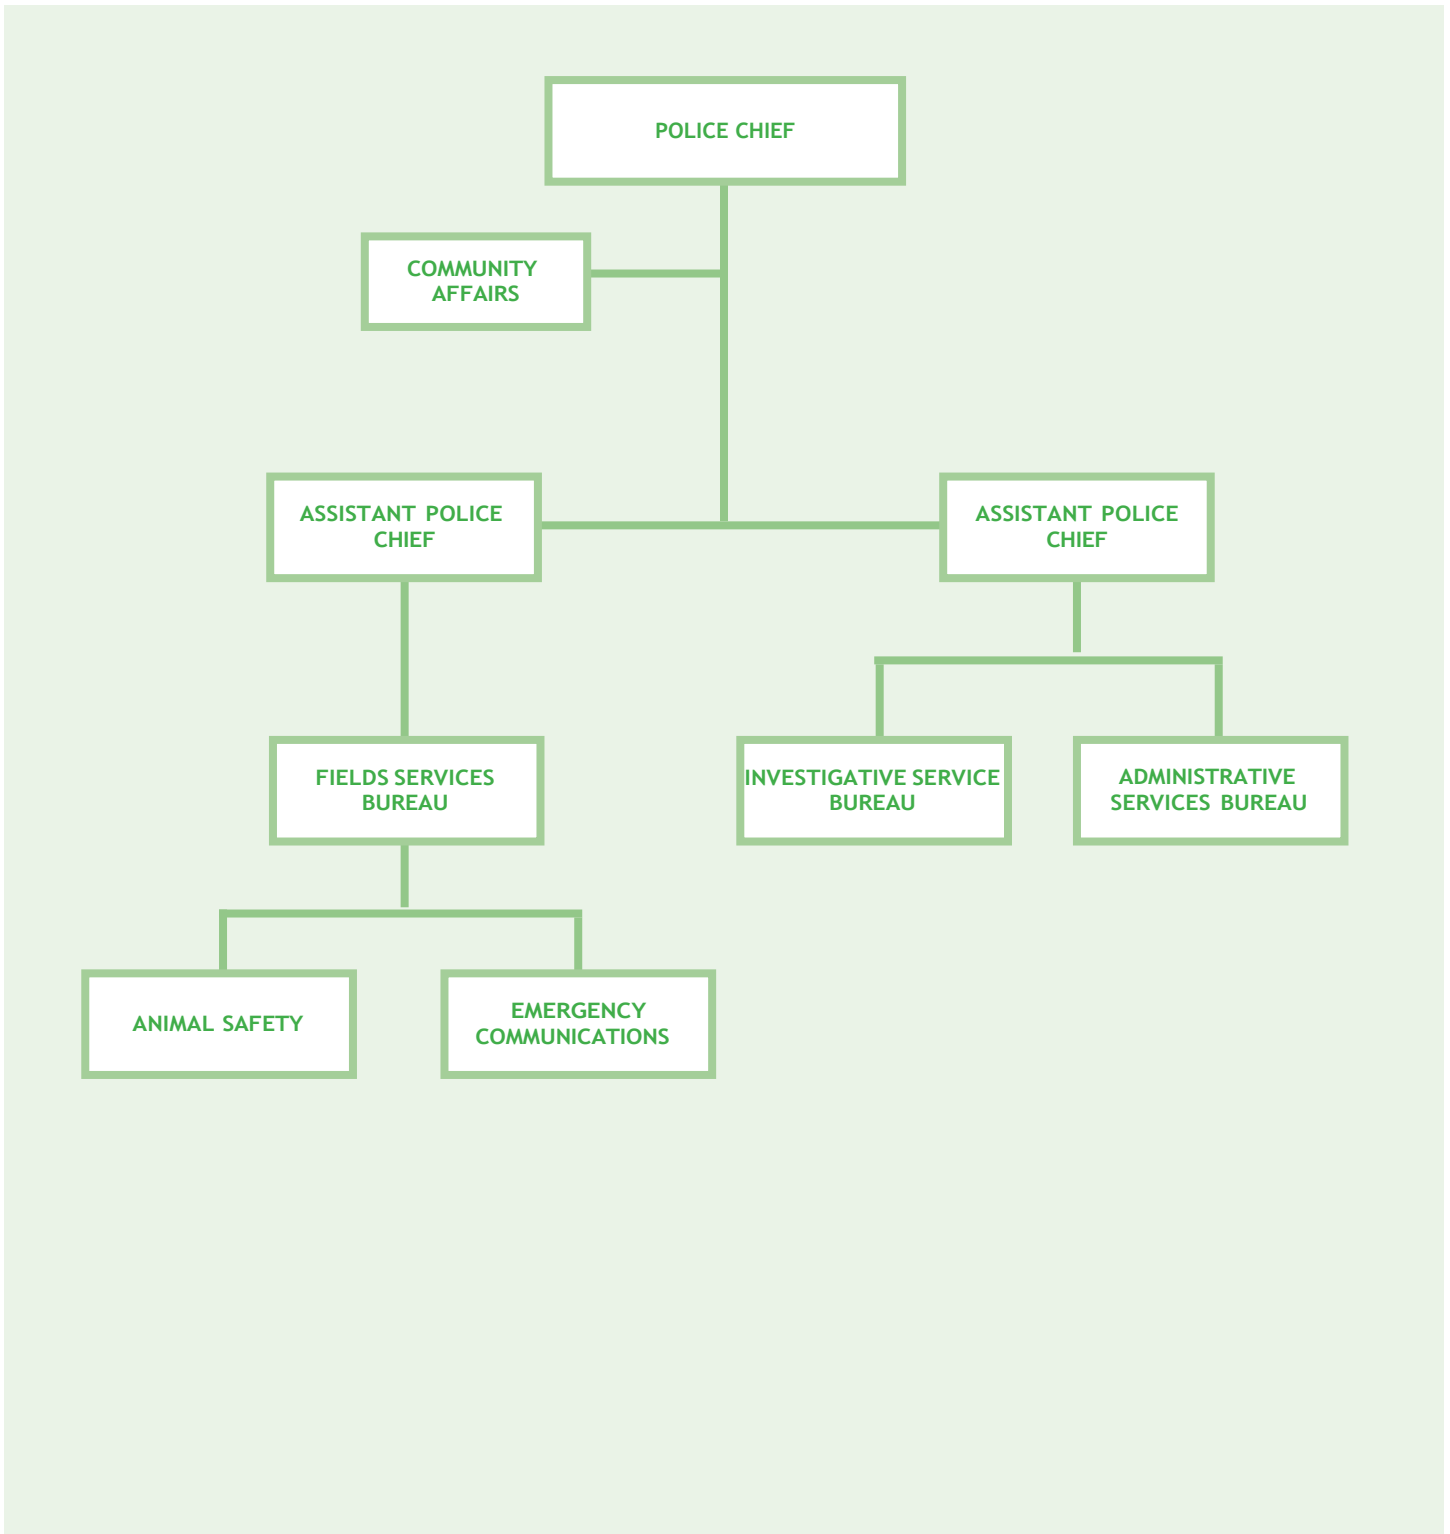 POLICE CHIEF
COMMUNITY
AFFAIRS
ASSISTANT POLICE
CHIEF
ASSISTANT POLICE
CHIEF
FIELDS SERVICES
BUREAU
INVESTIGATIVE SERVICE
BUREAU
ADMINISTRATIVE
SERVICES BUREAU
ANIMAL SAFETY
EMERGENCY
COMMUNICATIONS